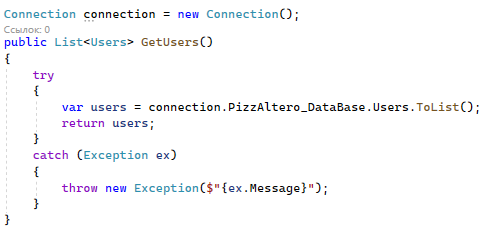 Connection connection = new Connection();
Ссылок: 0
public List<Users> GetUsers()
{
try
{
var users = connection.PizzAltero_DataBase.Users.ToList();
return users;
}
catch (Exception ex)
{
throw new Exception($"{ex.Message}");
}
}